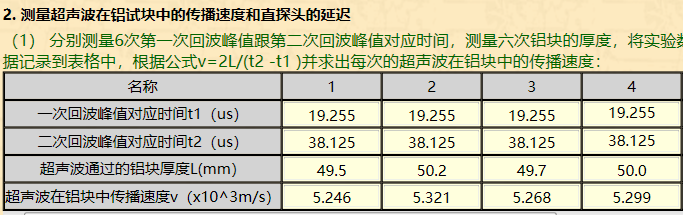 2. 测量超声波在铝试块中的传播速度和直探头的延迟
（1） 分别测量6次第一次回波峰值跟第二次回波峰值对应时间，测量六次铝块的厚度，将实验数
据记录到表格中，根据公式v=2L/(t2 -t1 )并求出每次的超声波在铝块中的传播速度：
名称 1 2 3 4
一次回波峰值对应时间t1（us） 19.255 19.255 19.255 19.255
二次回波峰值对应时间t2（us） 38.125 38.125 38.125 38.125
超声波通过的铝块厚度L(mm) 49.5 50.2 49.7 50.0
超声波在铝块中传播速度v（x10^3m/s） 5.246 5.321 5.268 5.299